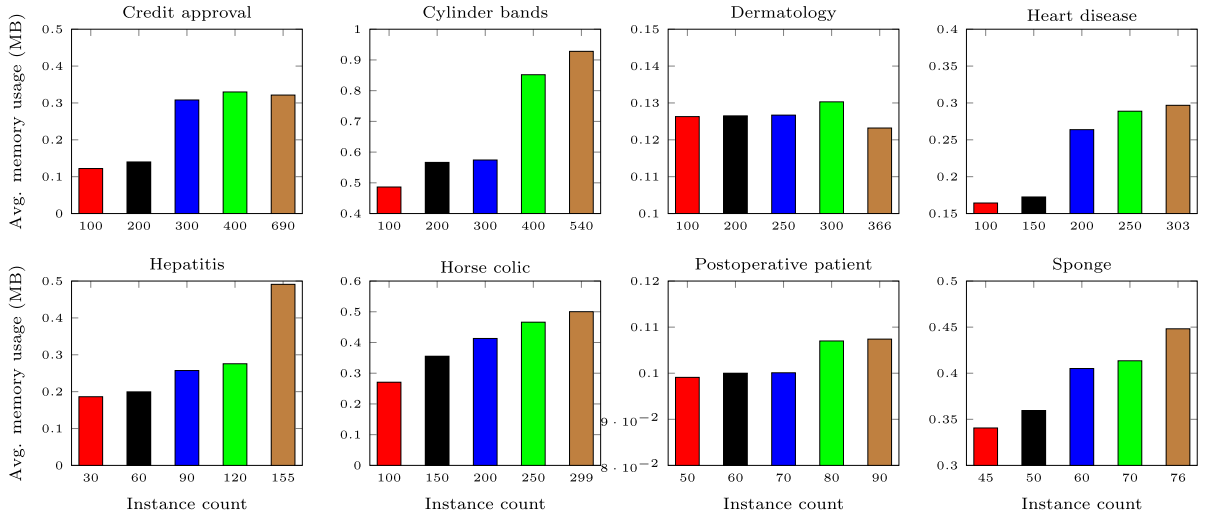 Credit approval
Cylinder bands
Dermatology
Heart disease
Avg. memory usage (MB)
0.5
0.4
0.3
0.2
0.1
0
100 200 300 400 690
1
0.9
0.8
0.7
0.6
0.5
0.4
100 200 300 400 540
0.15
0.14
0.13
0.12
0.11
0.1
100 200 250 300 366
0.4
0.35
0.3
0.25
0.2
0.15
100 150 200 250 303
Hepatitis
Horse colic
Postoperative patient
Sponge
Avg. memory usage (MB)
0.5
0.4
0.3
0.2
0.1
0
30 60 90 120 155
Instance count
0.6
0.5
0.4
0.3
0.2
0.1
0
100 150 200 250 299
Instance count
0.12
0.11
0.1
9 · 10−2
8 · 10−2
50 60 70 80 90
Instance count
0.5
0.45
0.4
0.35
0.3
45 50 60 70 76
Instance count